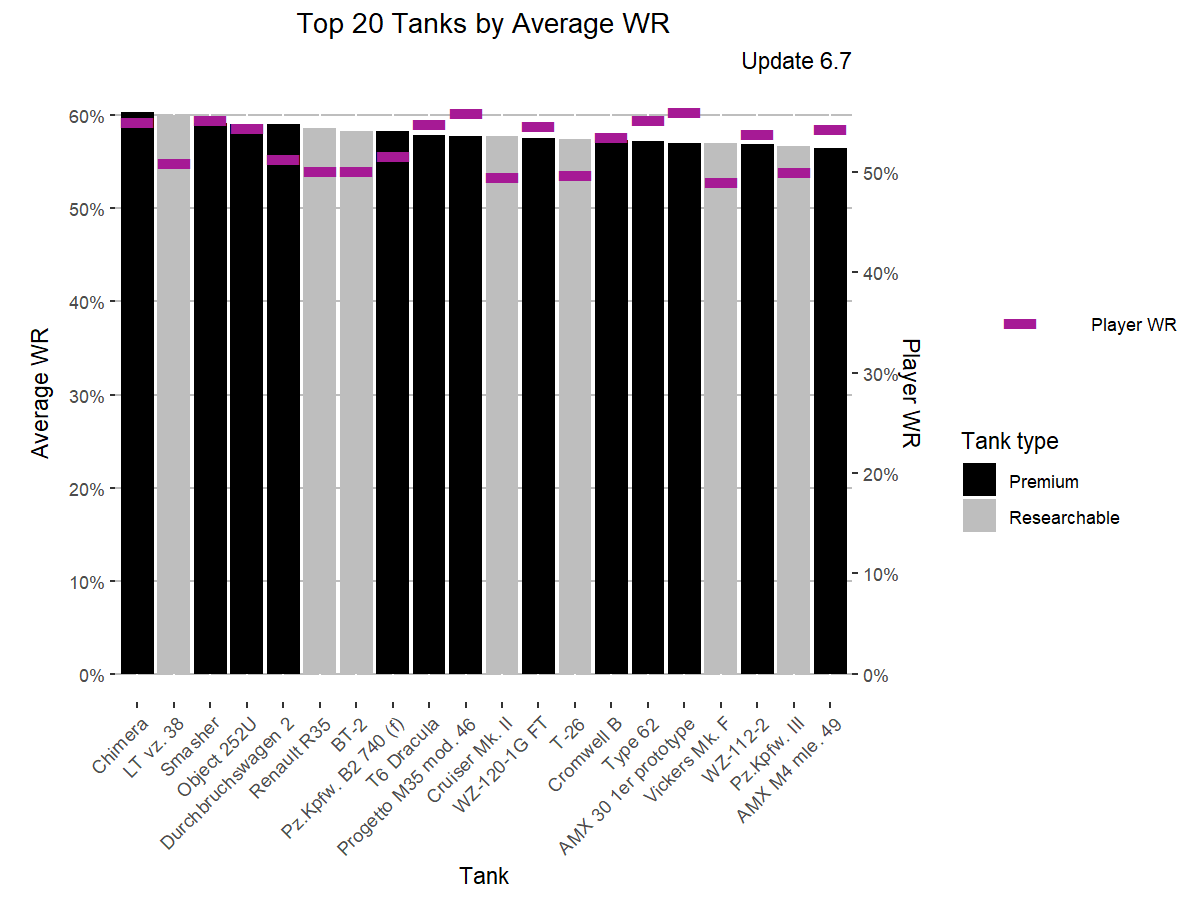 Top 20 Tanks by Average WR
Update 6.7
Average WR
60%
50%
40%
30%
20%
10%
0%
50%
40%
30%
20%
10%
0%
Player WR
Chimera
LT vz. 38
Smasher
Object 252U
Durchbruchswagen 2
Renault R35
BT-2
Pz.Kpfw. B2 740 (f)
T6 Dracula
Progetto M35 mod. 46
Cruiser Mk. II
WZ-120-1G FT
T-26
Cromwell B
Type 62
AMX 30 1er prototype
Vickers Mk. F
WZ-112-2
Pz.Kpfw. III
AMX M4 mle. 49
Tank
Player WR
Tank type
Premium
Researchable